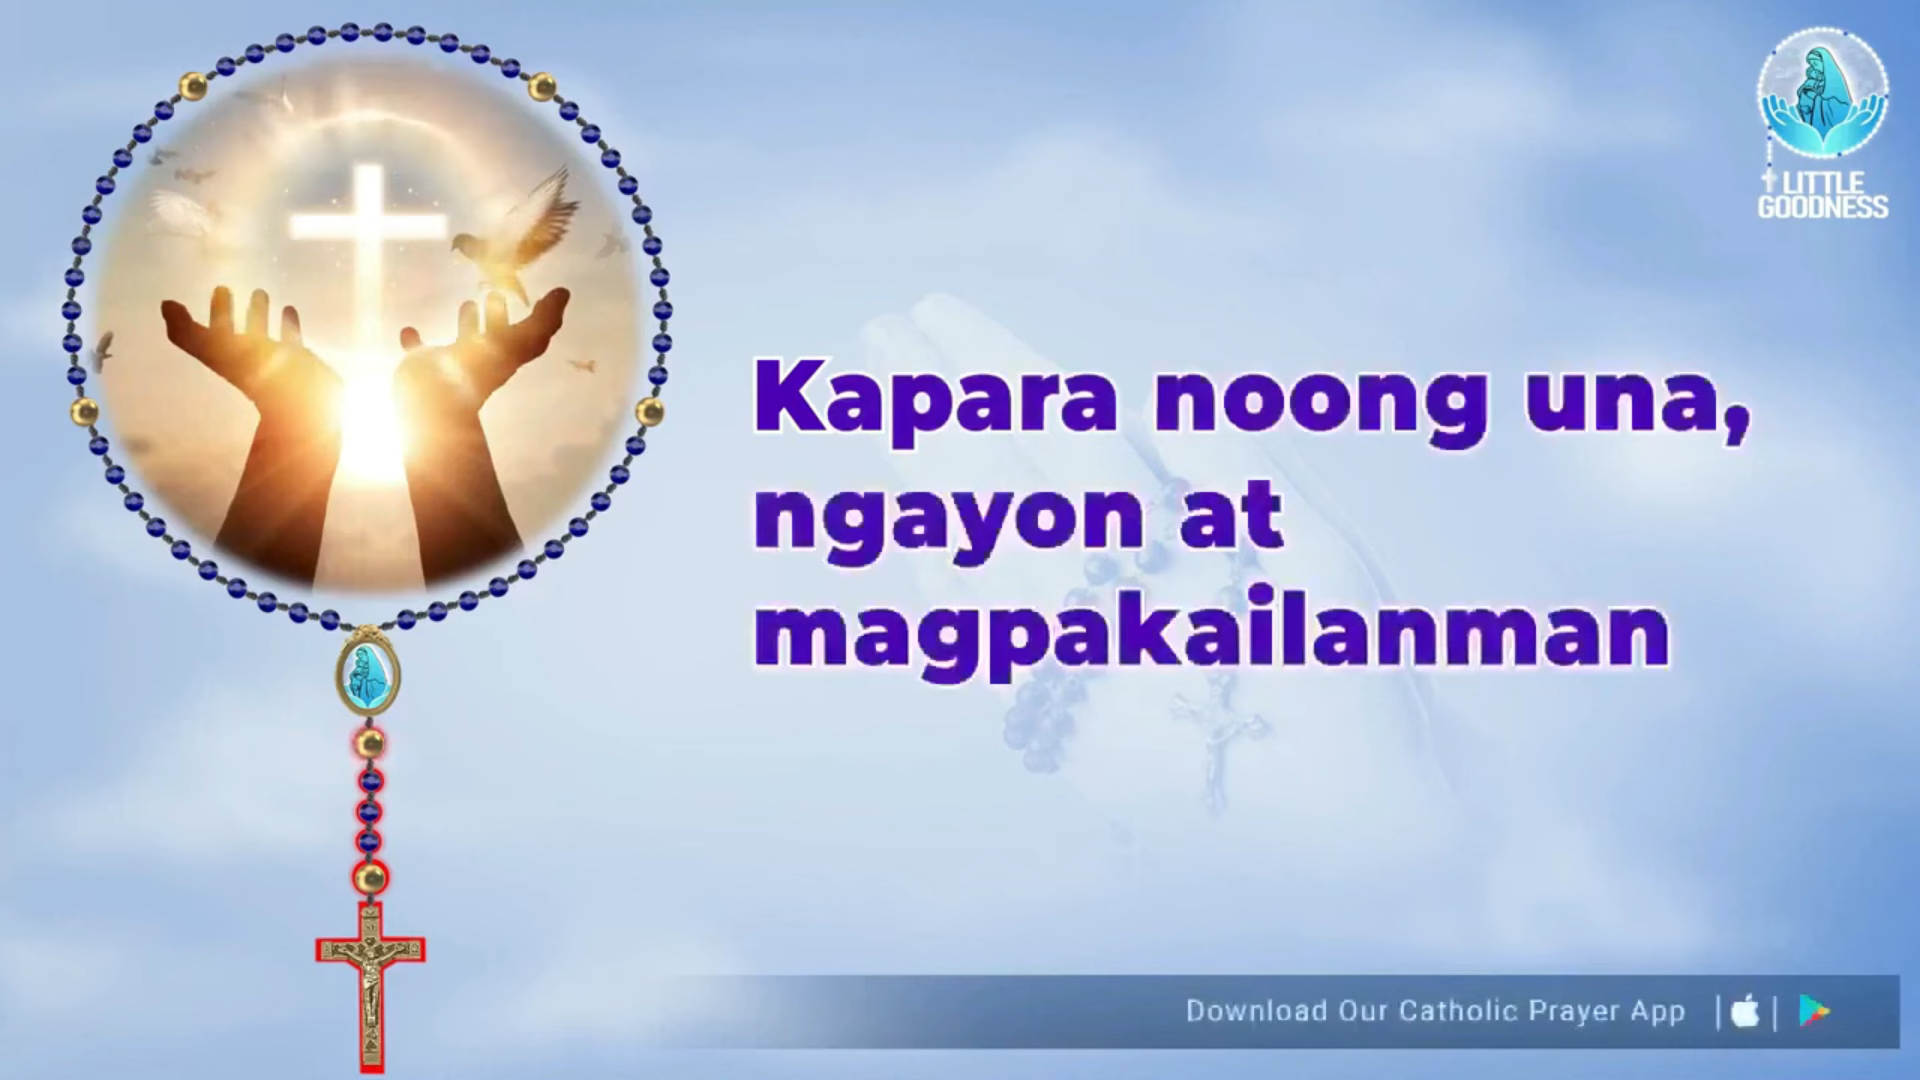 LITTLE
GOODNESS
Kapara noong una,
ngayon at
magpakailanman
Download Our Catholic Prayer App